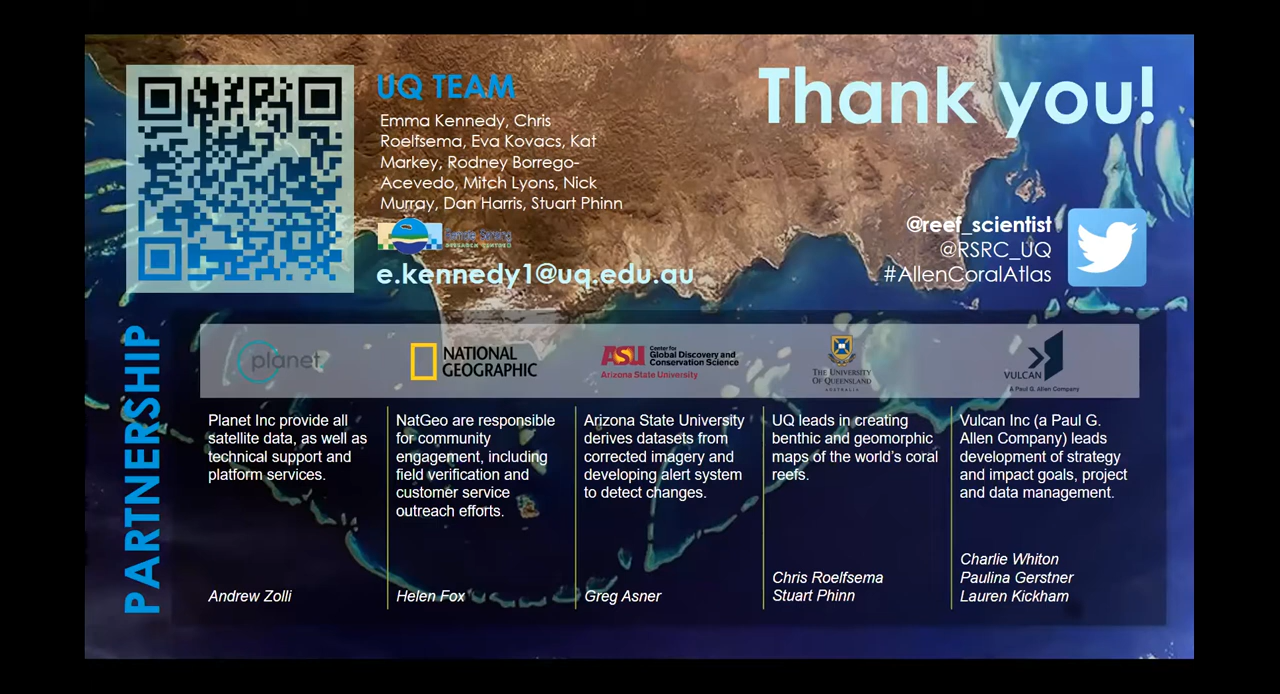 UQ TEAM
Emma Kennedy, Chris
Roelfsema, Eva Kovacs, Kat
Markey, Rodney Borrego-
Acevedo, Mitch Lyons, Nick
Murray, Dan Harris, Stuart Phinn
Remote Sensing
RESEARCH CENTRE
e.kennedy1@uq.edu.au
Thank you!
@reef_scientist
@RSRC_UQ
#AllenCoralAtlas
PARTNERSHIP
planet.
NATIONAL
GEOGRAPHIC
ASU Center for
Global Discovery and
Conservation Science
Arizona State University
THE UNIVERSITY
OF QUEENSLAND
AUSTRALIA
VULCAN
A Paul G. Allen Company
Planet Inc provide all
satellite data, as well as
technical support and
platform services.
Andrew Zolli
NatGeo are responsible
for community
engagement, including
field verification and
customer service
outreach efforts.
Helen Fox
Arizona State University
derives datasets from
corrected imagery and
developing alert system
to detect changes.
Greg Asner
UQ leads in creating
benthic and geomorphic
maps of the world's coral
reefs.
Chris Roelfsema
Stuart Phinn
Vulcan Inc (a Paul G.
Allen Company) leads
development of strategy
and impact goals, project
and data management.
Charlie Whiton
Paulina Gerstner
Lauren Kickham